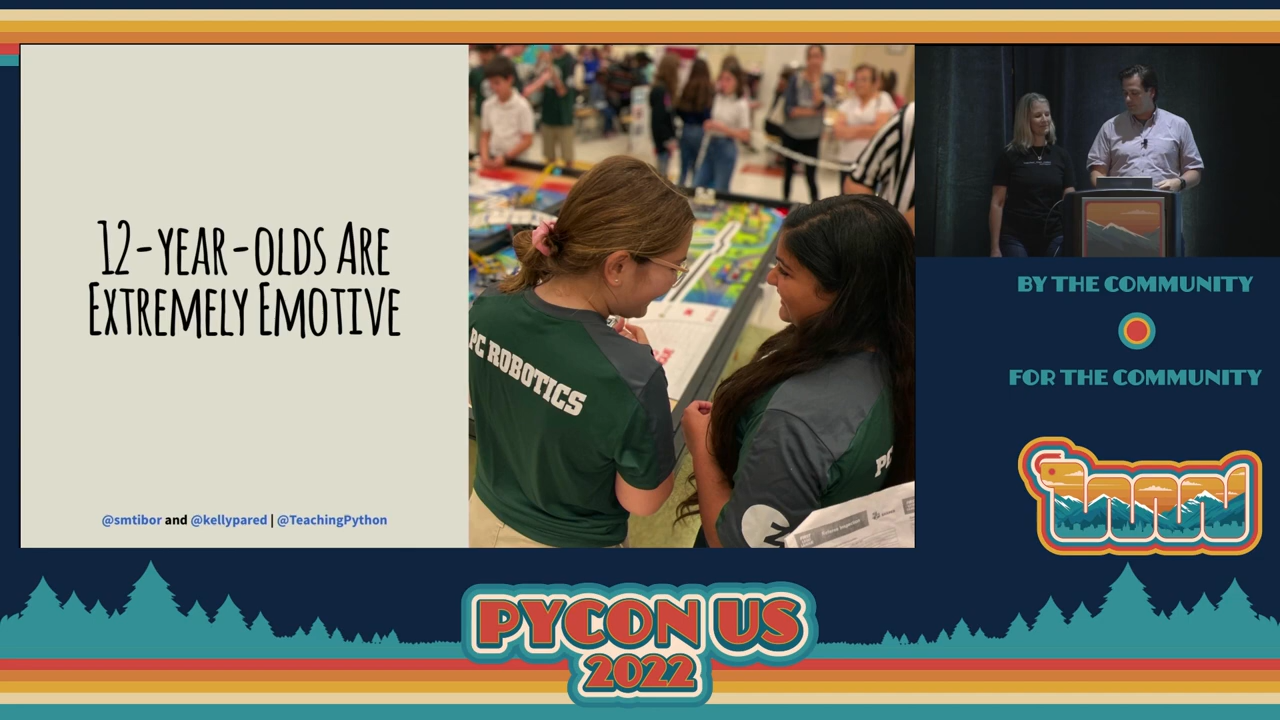 12-YEAR-OLDS ARE
EXTREMELY EMOTIVE
@smtibor and @kellypared | @TeachingPython
PC ROBOTICS
PC
BY THE COMMUNITY
FOR THE COMMUNITY
PYCON US
2022